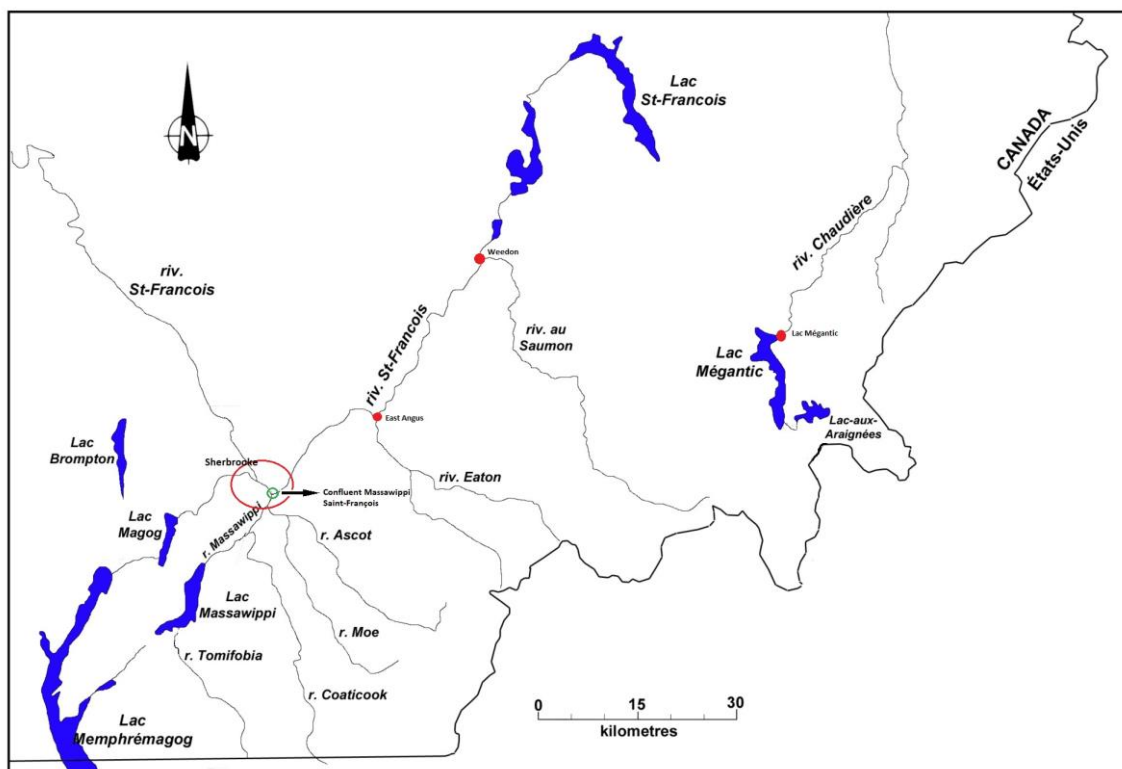 Lac
St-Francois
CANADA
États-Unis
N
riv. Chaudière
Weedon
riv.
St-Francois
riv. au
Saumon
Lac Mégantic
Lac
Mégantic
riv. St-François
East Angus
Lac-aux-
Araignées
Lac
Brompton
Sherbrooke
riv. Eaton
Confluent Massawippi
Saint-François
Lac
Magog
r. Massawippi
r. Ascot
Lac
Massawippi
r. Moe
r. Tomifobia
r. Coaticook
Lac
Memphrémagog
0 15 30
kilometres